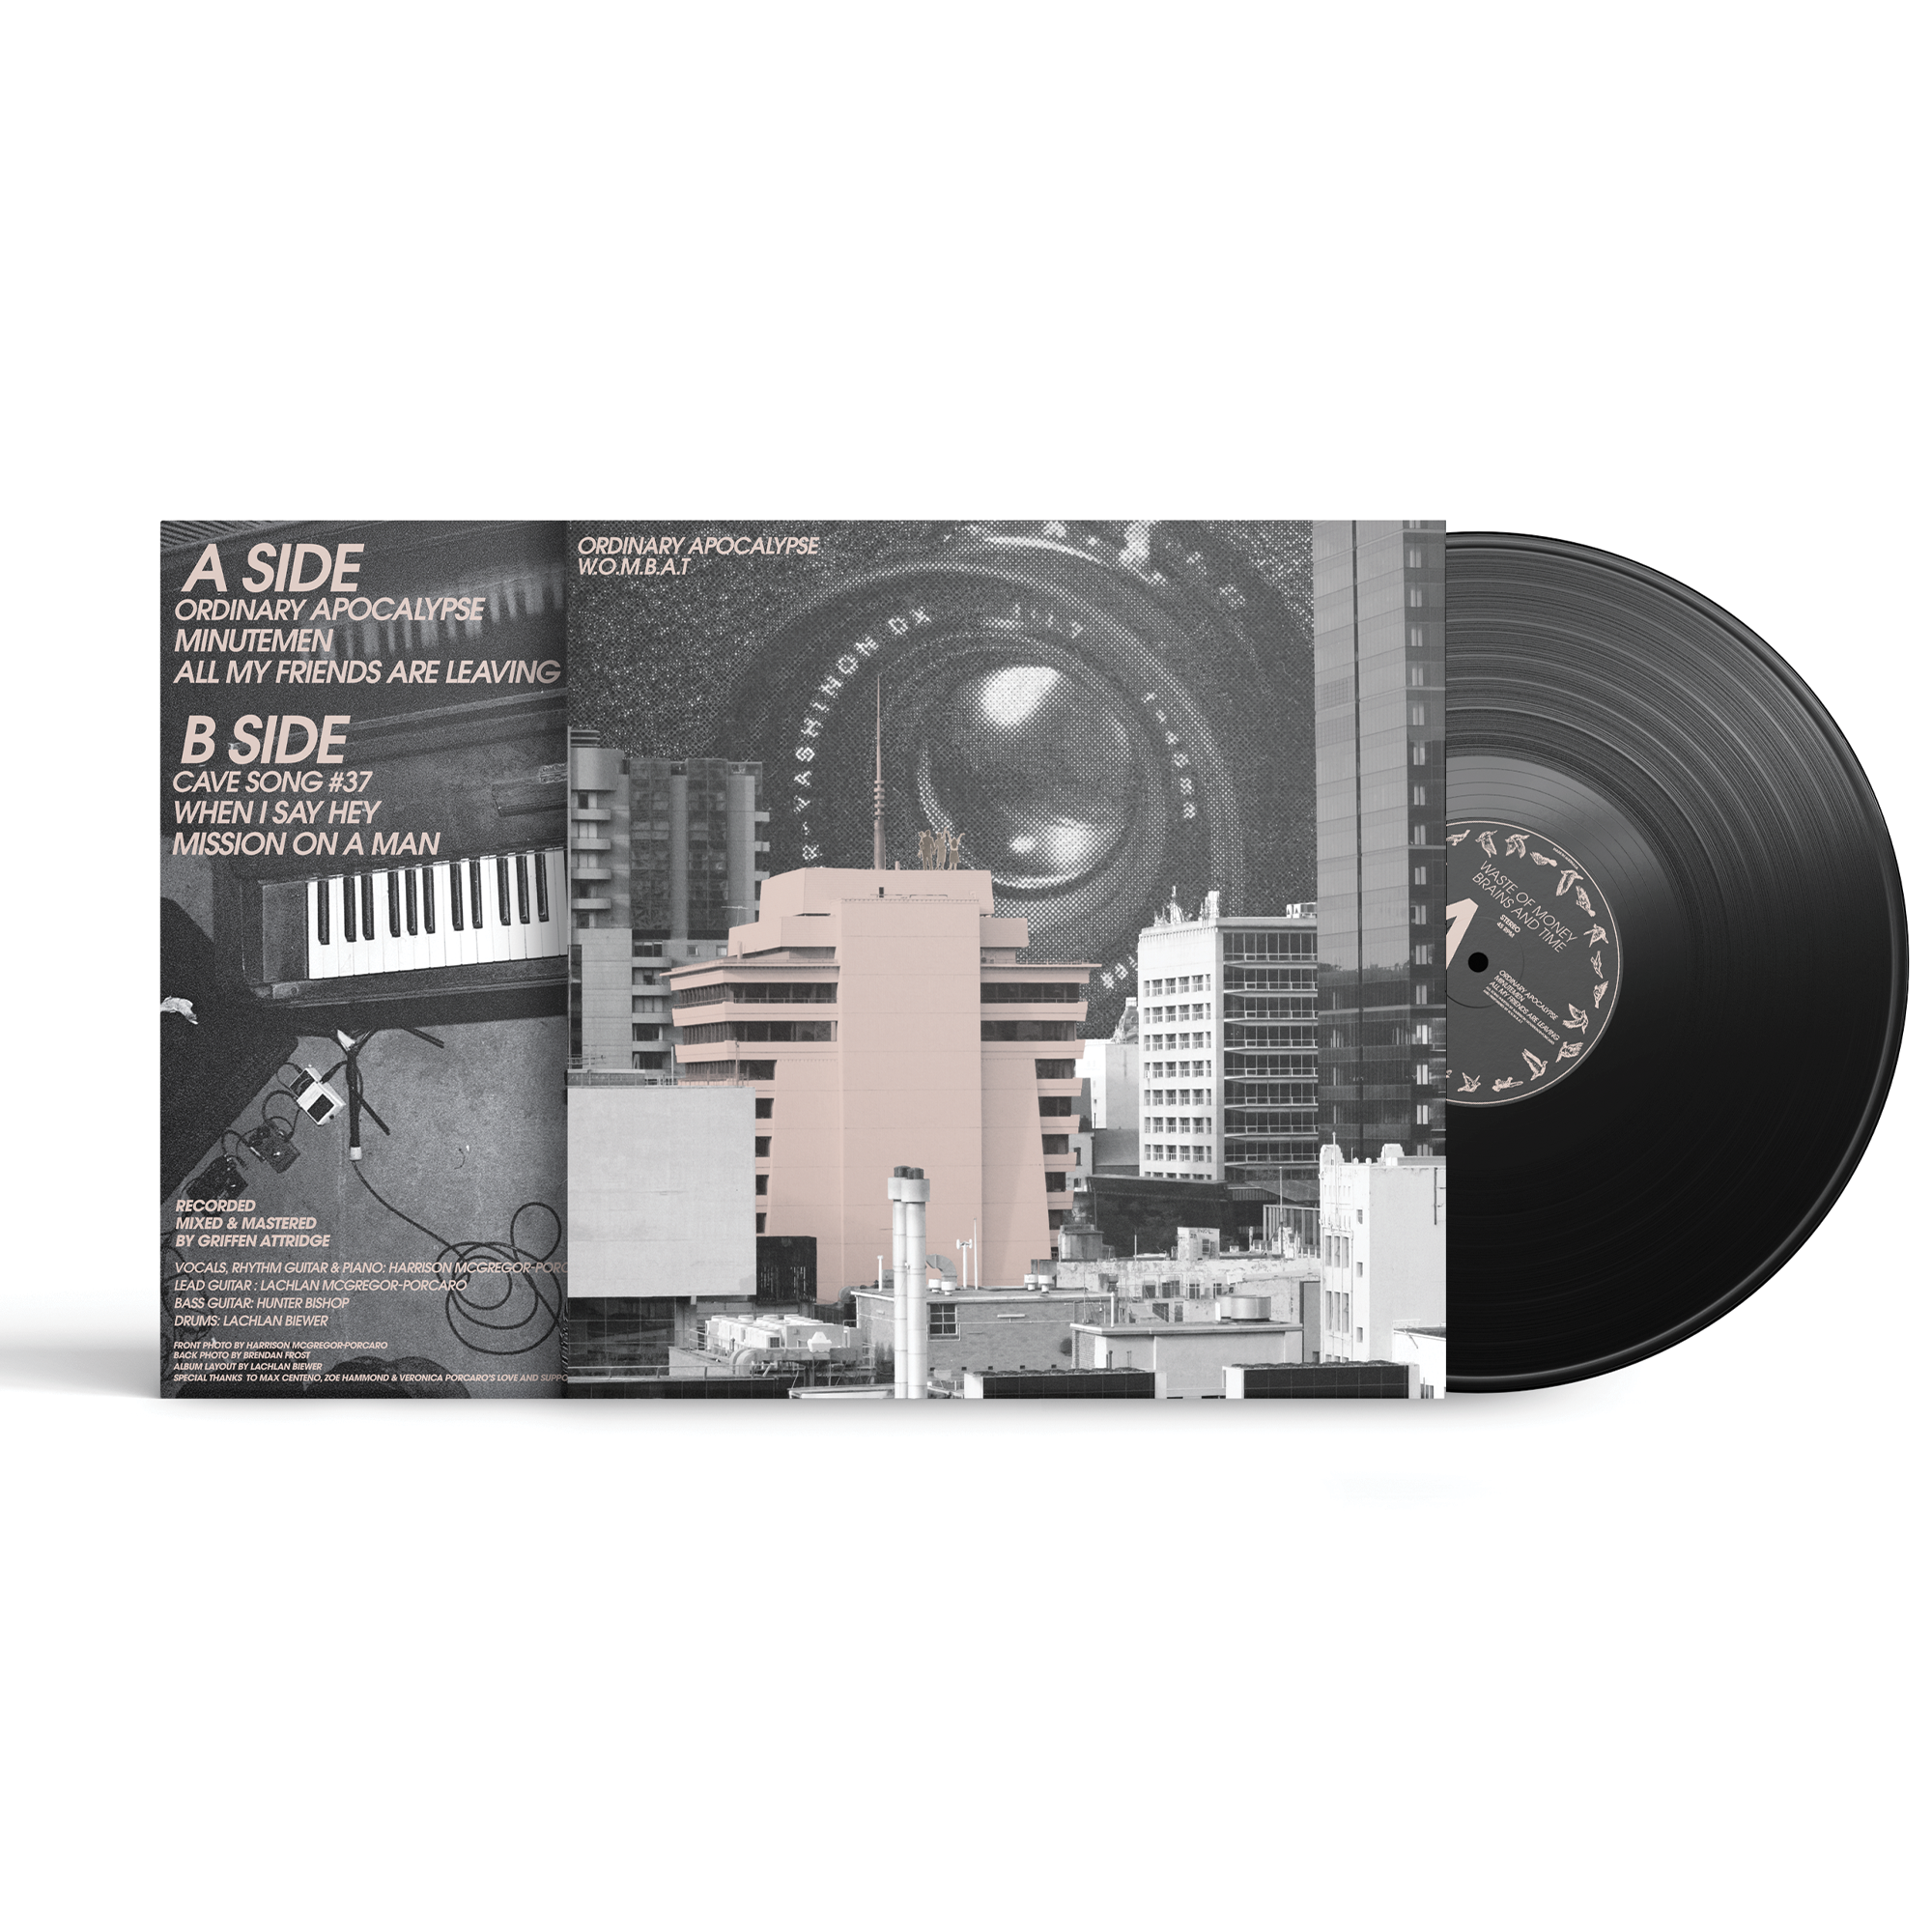 A SIDE
ORDINARY APOCALYPSE
MINUTEMEN
ALL MY FRIENDS ARE LEAVING
B SIDE
CAVE SONG #37
WHEN I SAY HEY
MISSION ON A MAN
RECORDED
MIXED & MASTERED
BY GRIFFEN ATTRIDGE
VOCALS, RHYTHM GUITAR & PIANO: HARRISON MCGREGOR-PORC
LEAD GUITAR : LACHLAN MCGREGOR-PORCARO
BASS GUITAR: HUNTER BISHOP
DRUMS: LACHLAN BIEWER
FRONT PHOTO BY HARRISON MCGREGOR-PORCARO
BACK PHOTO BY BRENDAN FROST
ALBUM LAYOUT BY LACHLAN BIEWER
SPECIAL THANKS TO MAX CENTENO, ZOE HAMMOND & VERONICA PORCARO'S LOVE AND SUPPO
ORDINARY APOCALYPSE
W.O.M.B.A.T
YASHINON DX
WASTE OF MONEY
BRAINS AND TIME
STEREO
45 RPM
ORDINARY APOCALYPSE
MINUTEMEN
ALL MY FRIENDS ARE LEAVING